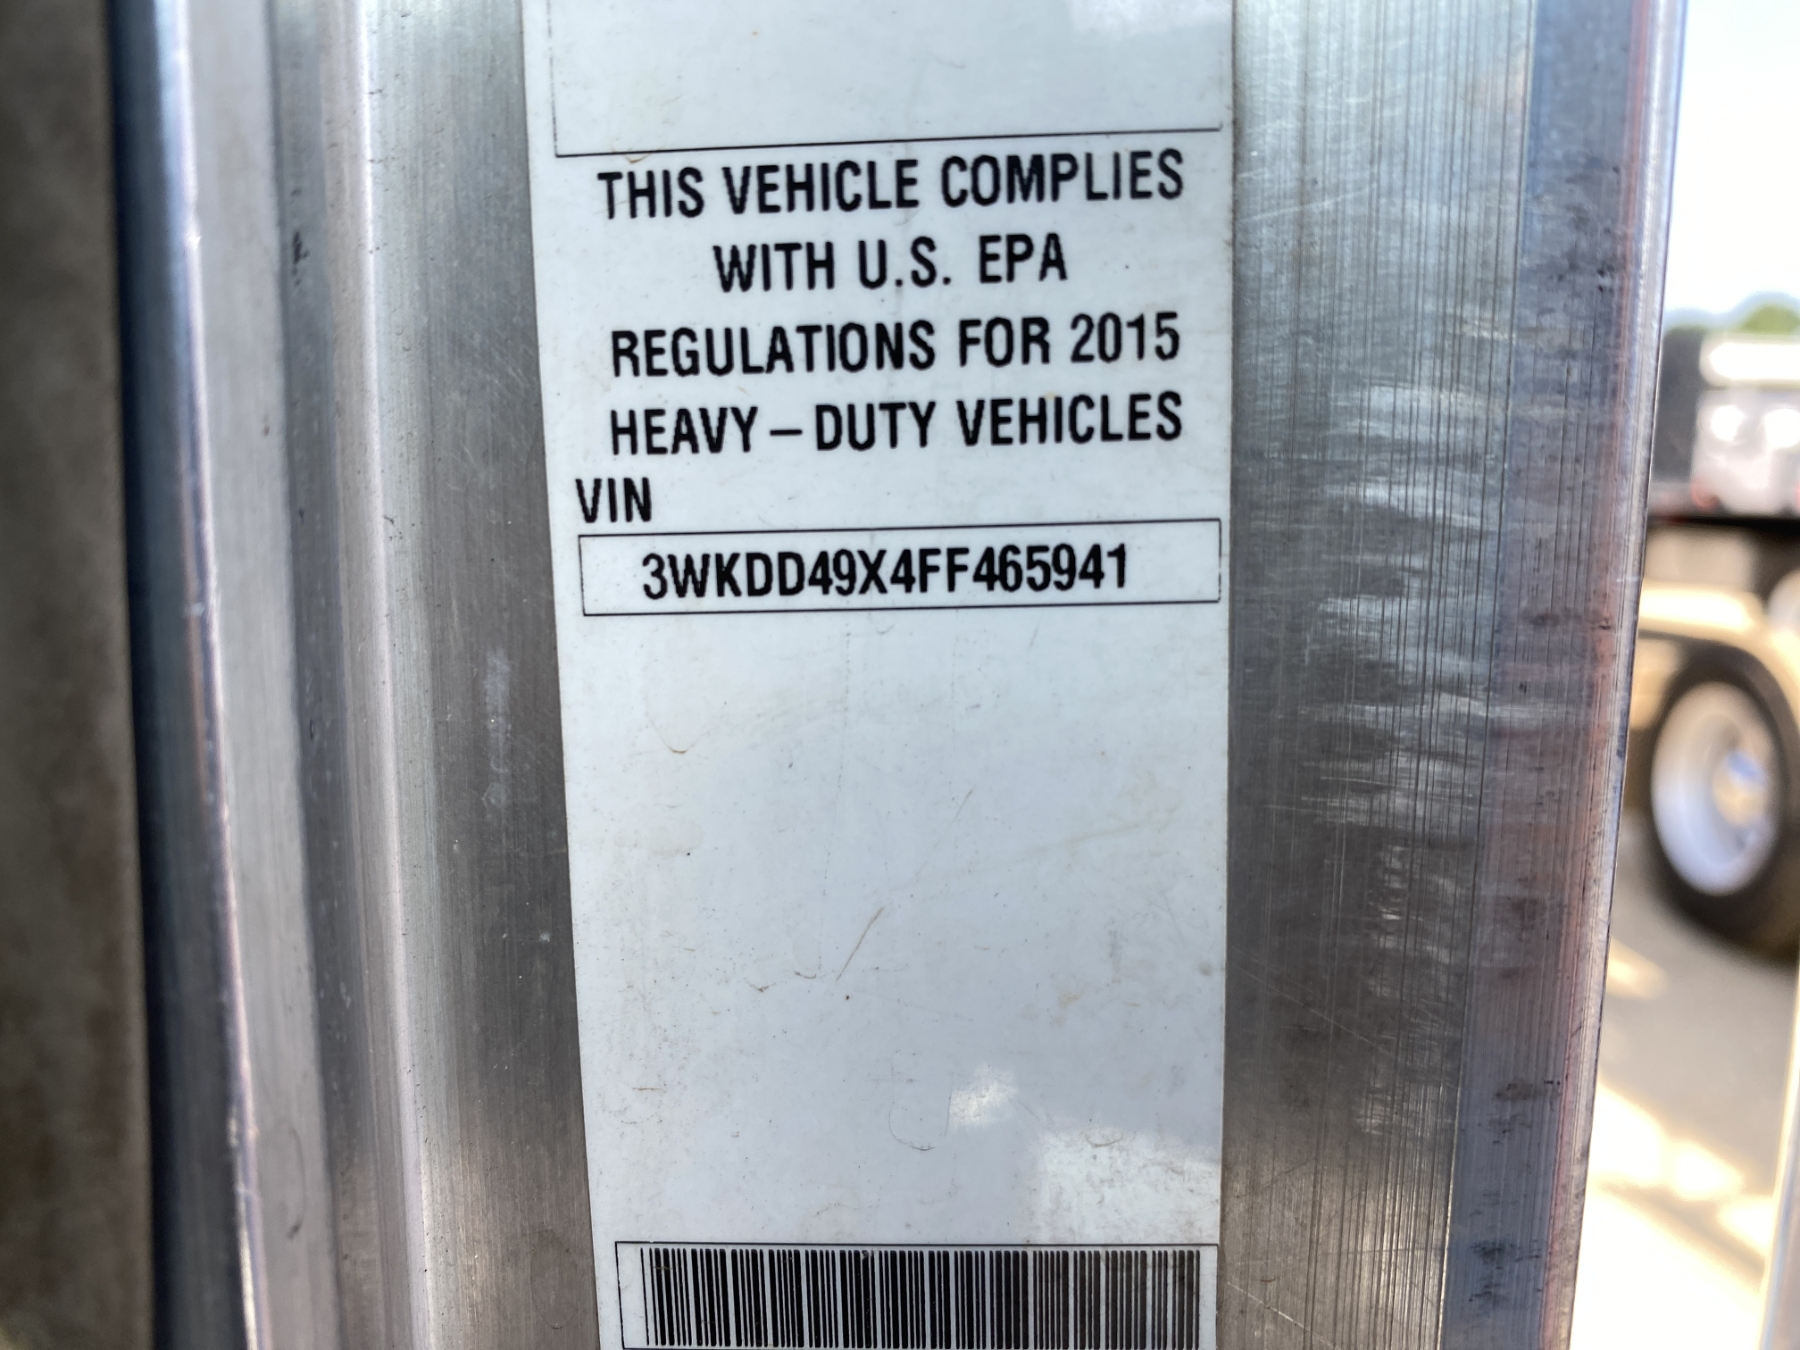 THIS VEHICLE COMPLIES
WITH U.S. EPA
REGULATIONS FOR 2015
HEAVY-DUTY VEHICLES
VIN
3WKDD49X4FF465941